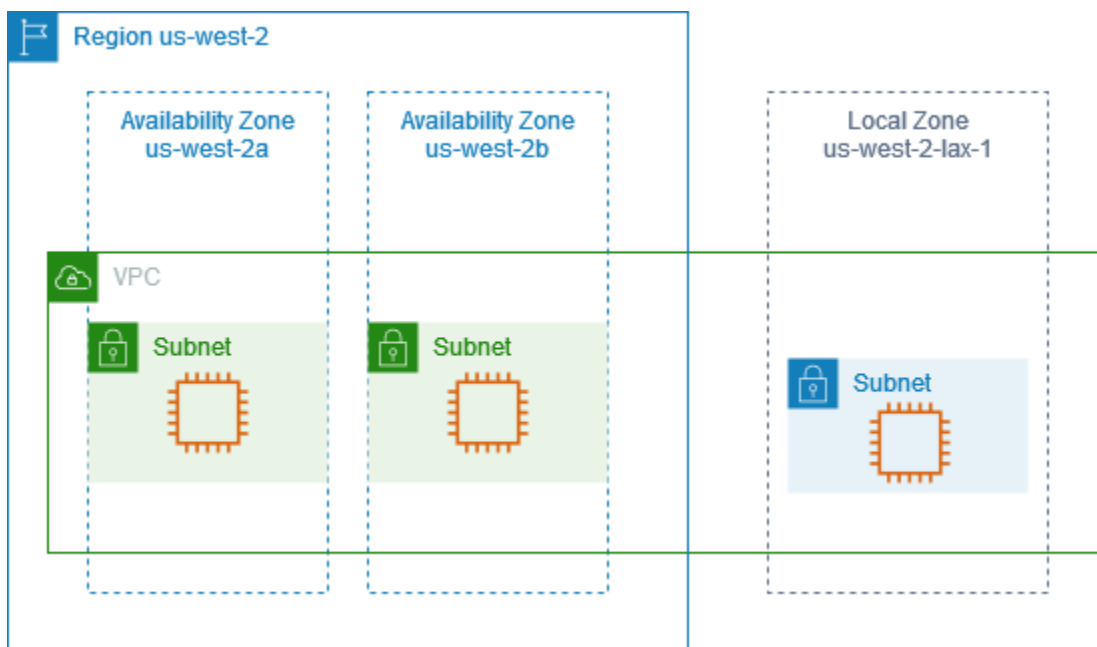 Region us-west-2
Availability Zone
us-west-2a
Availability Zone
us-west-2b
Local Zone
us-west-2-lax-1
VPC
Subnet
Subnet
Subnet